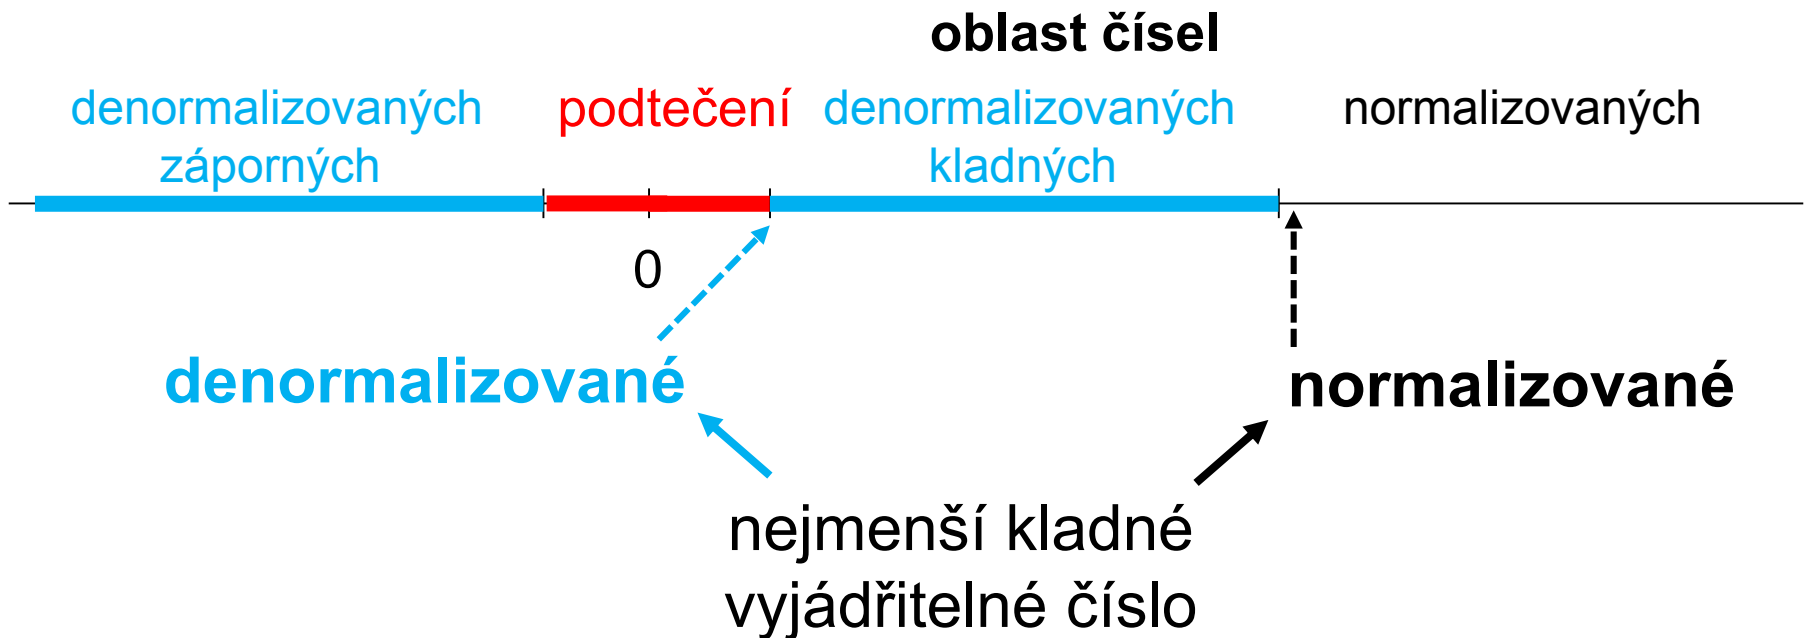 oblast čísel
denormalizovaných podtečení denormalizovaných normalizovaných
záporných kladných
0
denormalizované normalizované
nejmenší kladné
vyjádřitelné číslo